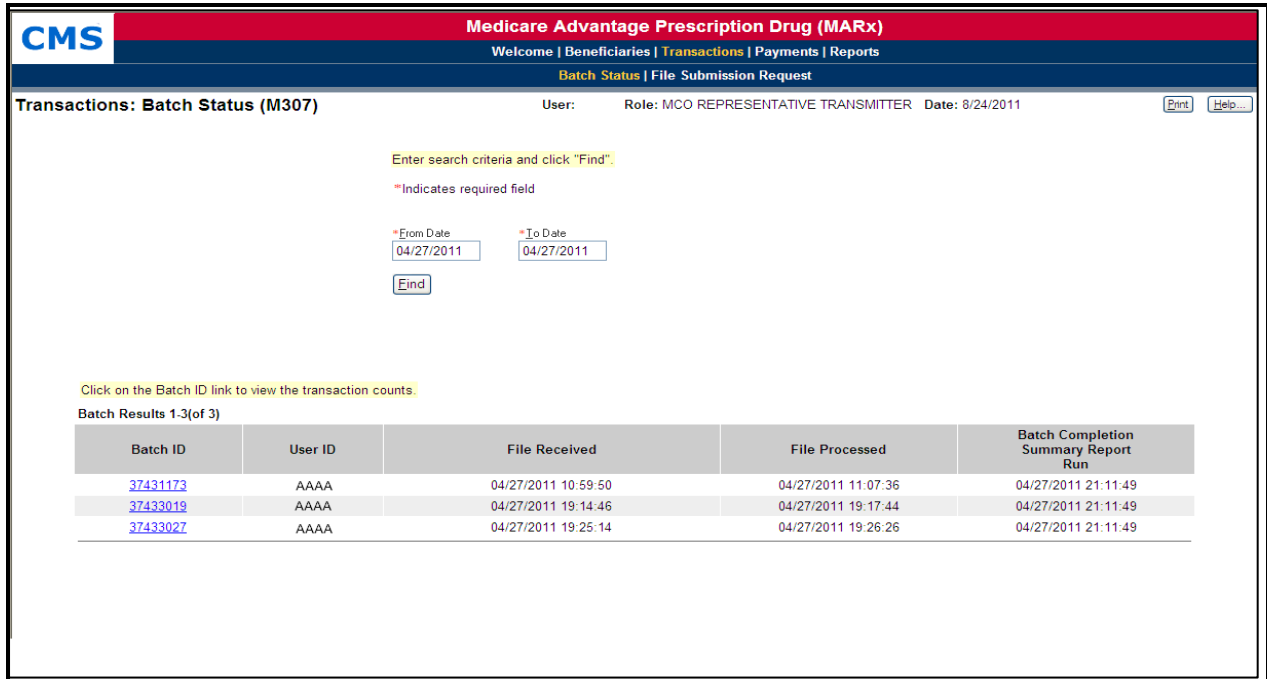 CMS
Medicare Advantage Prescription Drug (MARx)
Welcome | Beneficiaries | Transactions | Payments | Reports
Batch Status | File Submission Request
Transactions: Batch Status (M307) User: Role: MCO REPRESENTATIVE TRANSMITTER Date: 8/24/2011 Print Help...
Enter search criteria and click "Find".
*Indicates required field
*From Date *To Date
04/27/2011 04/27/2011
Find
Click on the Batch ID link to view the transaction counts.
Batch Results 1-3(of 3)
Batch ID User ID File Received File Processed Batch Completion
Summary Report
Run
37431173 AAAA 04/27/2011 10:59:50 04/27/2011 11:07:36 04/27/2011 21:11:49
37433019 AAAA 04/27/2011 19:14:46 04/27/2011 19:17:44 04/27/2011 21:11:49
37433027 AAAA 04/27/2011 19:25:14 04/27/2011 19:26:26 04/27/2011 21:11:49